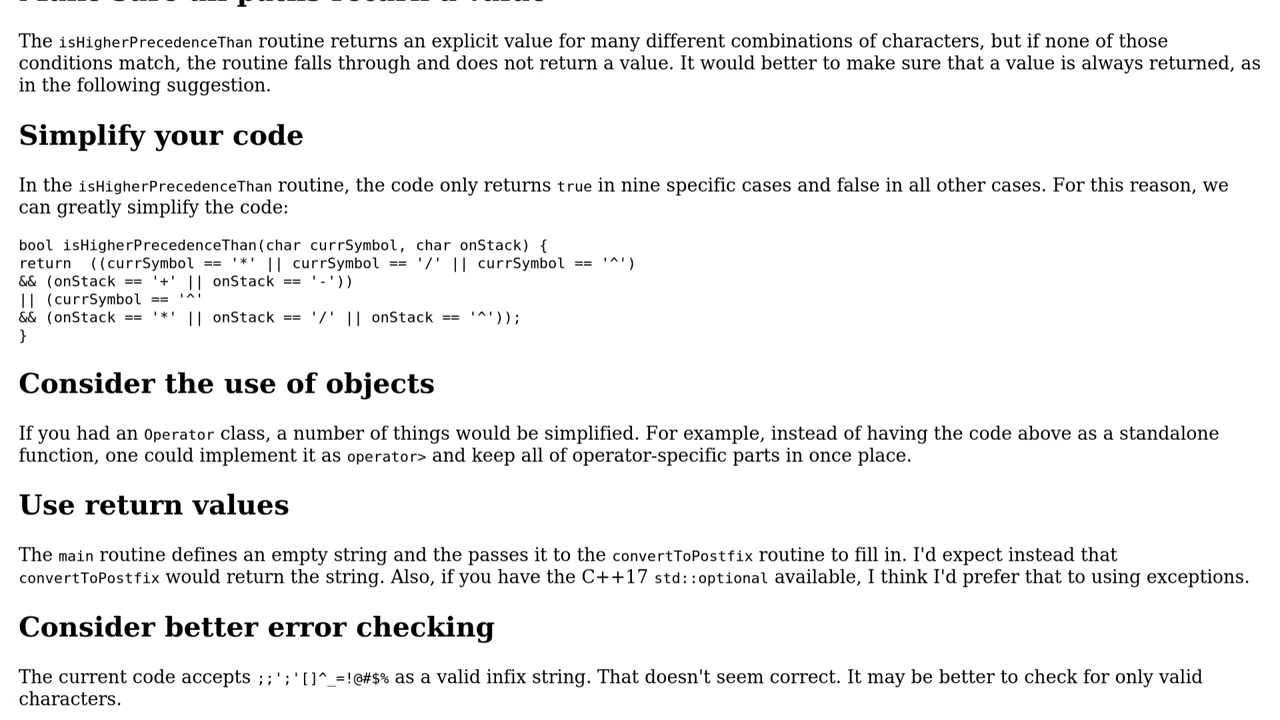 Make sure all paths return a value
The isHigherPrecedenceThan routine returns an explicit value for many different combinations of characters, but if none of those
conditions match, the routine falls through and does not return a value. It would better to make sure that a value is always returned, as
in the following suggestion.
Simplify your code
In the isHigherPrecedenceThan routine, the code only returns true in nine specific cases and false in all other cases. For this reason, we
can greatly simplify the code:
bool isHigherPrecedenceThan(char currSymbol, char onStack) {
return  ((currSymbol == '*' || currSymbol == '/' || currSymbol == '^')
&& (onStack == '+' || onStack == '-'))
|| (currSymbol == '^'
&& (onStack == '*' || onStack == '/' || onStack == '^'));
}
Consider the use of objects
If you had an Operator class, a number of things would be simplified. For example, instead of having the code above as a standalone
function, one could implement it as operator> and keep all of operator-specific parts in once place.
Use return values
The main routine defines an empty string and the passes it to the convertToPostfix routine to fill in. I'd expect instead that
convertToPostfix would return the string. Also, if you have the C++17 std::optional available, I think I'd prefer that to using exceptions.
Consider better error checking
The current code accepts ;;';'[]^_=!@#$% as a valid infix string. That doesn't seem correct. It may be better to check for only valid
characters.